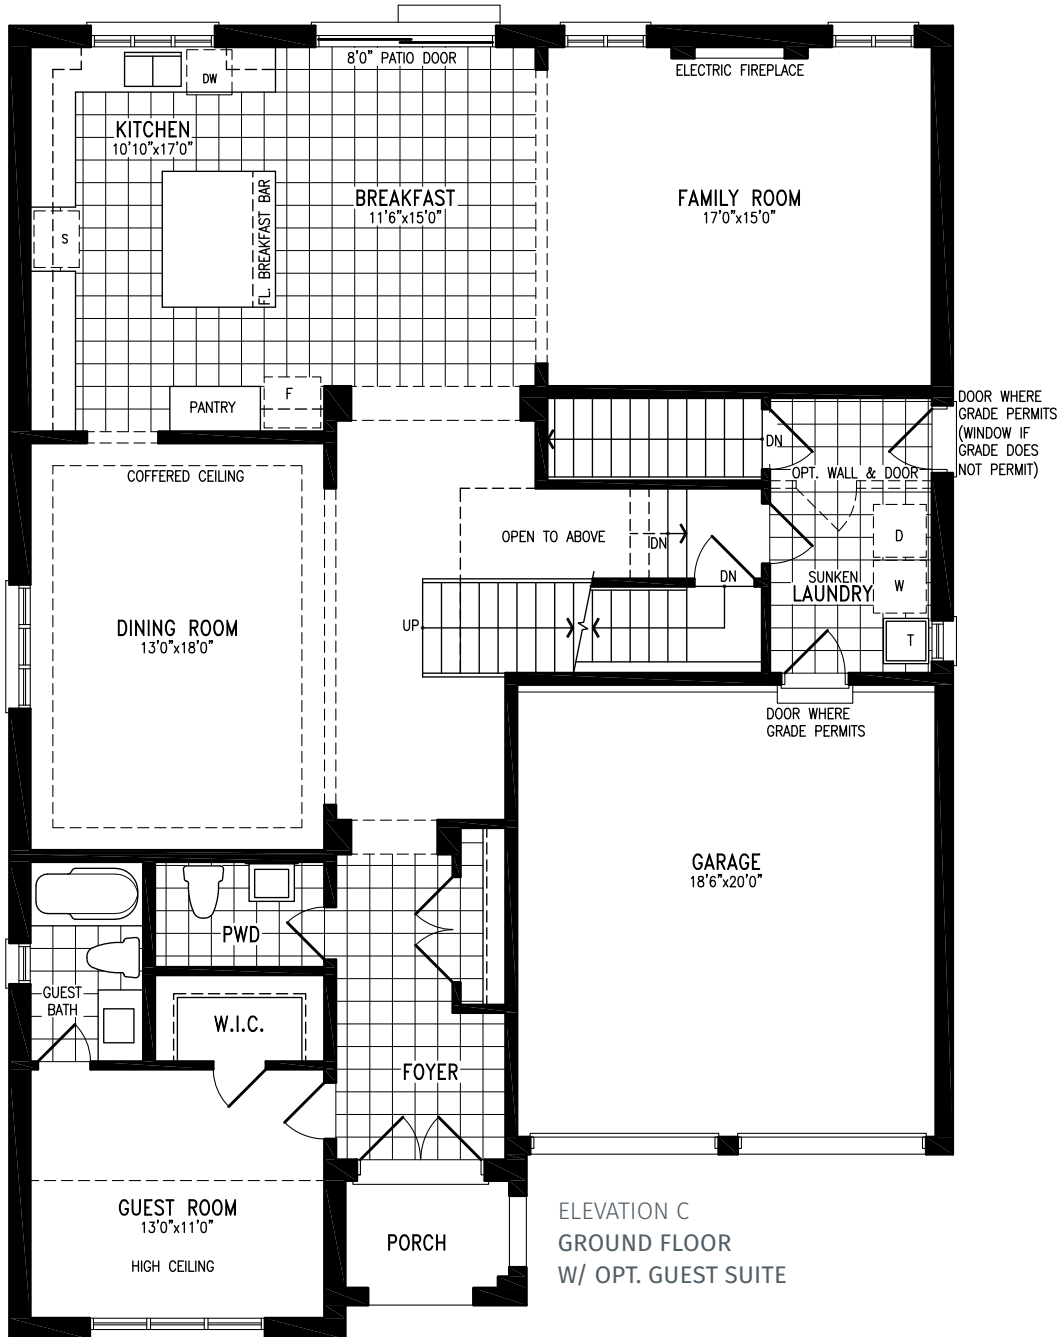 8'0" PATIO DOOR
ELECTRIC FIREPLACE
DW
KITCHEN
10'10"x17'0"
BREAKFAST
11'6"x15'0"
FAMILY ROOM
17'0"x15'0"
FL. BREAKFAST BAR
S
F
PANTRY
DOOR WHERE
GRADE PERMITS
(WINDOW IF
GRADE DOES
NOT PERMIT)
DN
OPT. WALL & DOOR
COFFERED CEILING
OPEN TO ABOVE
DN
D
DN
SUNKEN
LAUNDRY
W
DINING ROOM
13'0"x18'0"
UP
T
DOOR WHERE
GRADE PERMITS
GARAGE
18'6"x20'0"
PWD
GUEST
BATH
W.I.C.
FOYER
GUEST ROOM
13'0"x11'0"
HIGH CEILING
PORCH
ELEVATION C
GROUND FLOOR
W/ OPT. GUEST SUITE